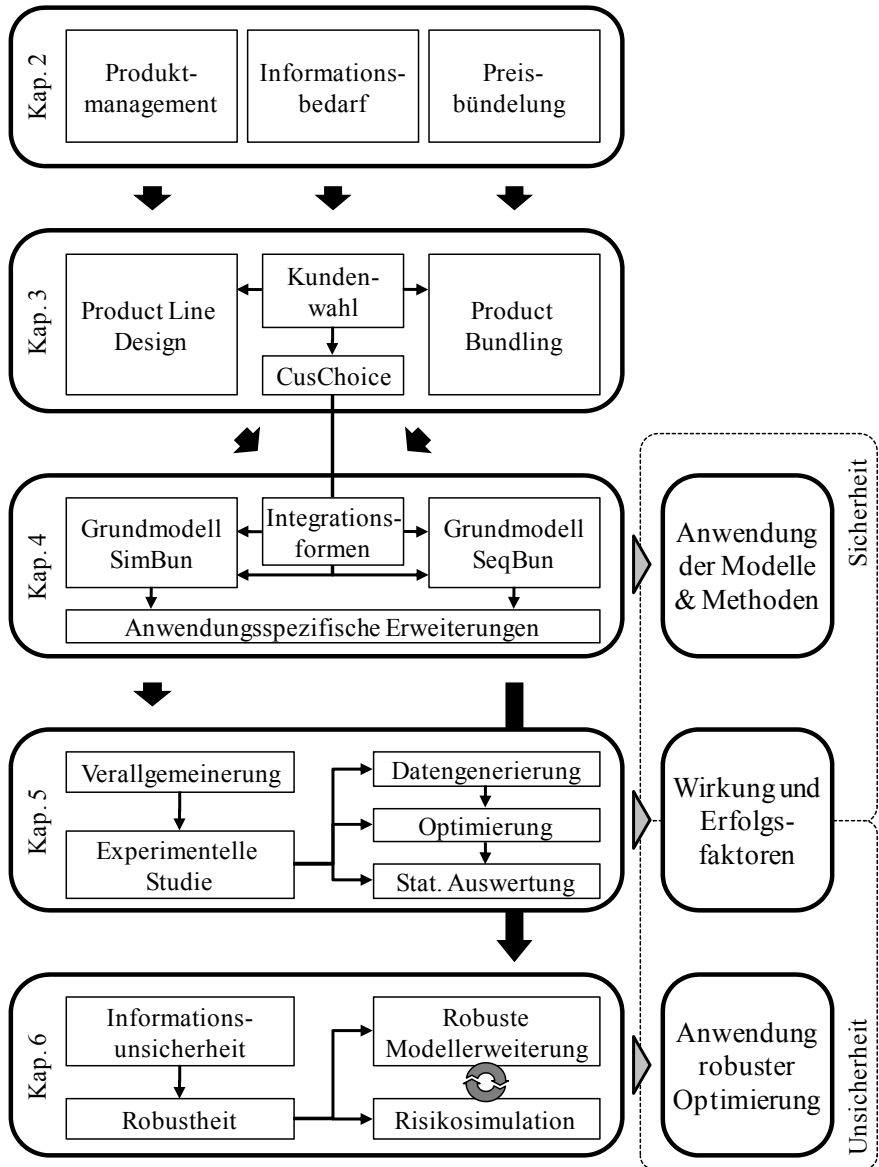 Kap. 2
Produkt-
management
Informations-
bedarf
Preis-
bündelung
Kap. 3
Product Line
Design
Kunden-
wahl
CusChoice
Product
Bundling
Kap. 4
Grundmodell
SimBun
Integrations-
formen
Grundmodell
SeqBun
Anwendungsspezifische Erweiterungen
Anwendung
der Modelle
& Methoden
Sicherheit
Kap. 5
Verallgemeinerung
Experimentelle
Studie
Datengenerierung
Optimierung
Stat. Auswertung
Wirkung und
Erfolgs-
faktoren
Kap. 6
Informations-
unsicherheit
Robustheit
Robuste
Modellerweiterung
Risikosimulation
Anwendung
robuster
Optimierung
Unsicherheit